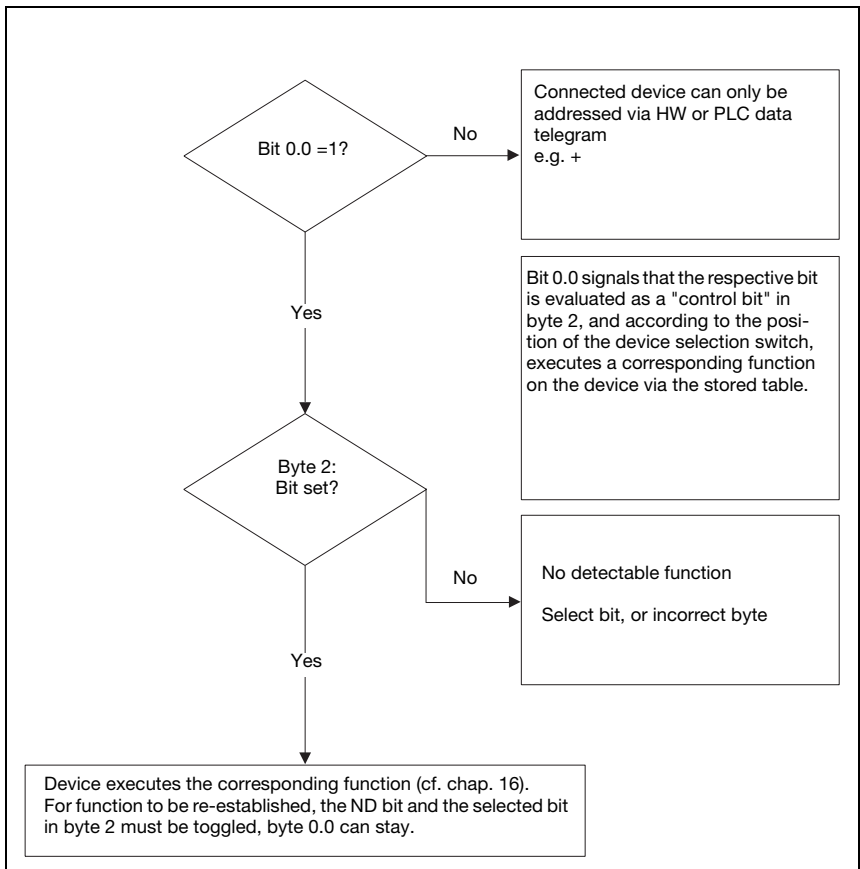 Bit 0.0 =1?
No
Connected device can only be
addressed via HW or PLC data
telegram
e.g. +
Bit 0.0 signals that the respective bit
is evaluated as a "control bit" in
byte 2, and according to the posi-
tion of the device selection switch,
executes a corresponding function
on the device via the stored table.
Yes
Byte 2:
Bit set?
No
No detectable function
Select bit, or incorrect byte
Yes
Device executes the corresponding function (cf. chap. 16).
For function to be re-established, the ND bit and the selected bit
in byte 2 must be toggled, byte 0.0 can stay.